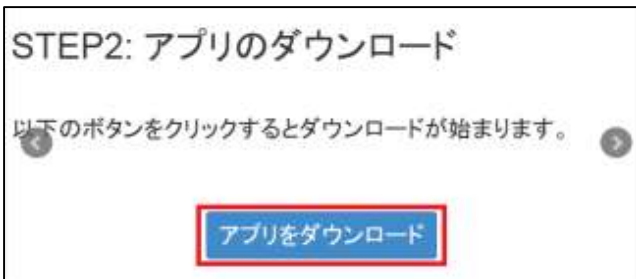 STEP2: アプリのダウンロード
以下のボタンをクリックするとダウンロードが始まります。
アプリをダウンロード